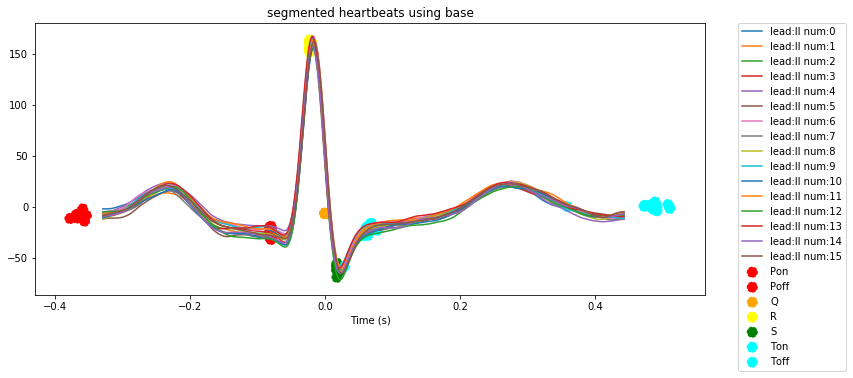 segmented heartbeats using base
150
100
50
0
−50
−0.4
−0.2
0.0
0.2
0.4
Time (s)
lead:II num:0
lead:II num:1
lead:II num:2
lead:II num:3
lead:II num:4
lead:II num:5
lead:II num:6
lead:II num:7
lead:II num:8
lead:II num:9
lead:II num:10
lead:II num:11
lead:II num:12
lead:II num:13
lead:II num:14
lead:II num:15
Pon
Poff
Q
R
S
Ton
Toff